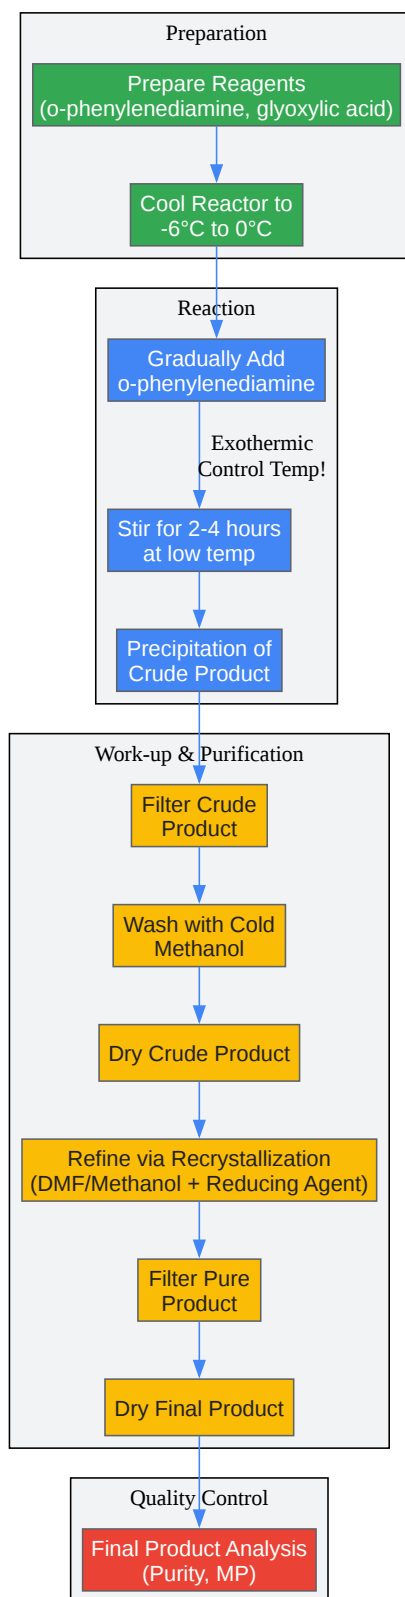 Preparation
Prepare Reagents
(o-phenylenediamine, glyoxylic acid)
Cool Reactor to
-6°C to 0°C
Reaction
Gradually Add
o-phenylenediamine
Exothermic
Control Temp!
Stir for 2-4 hours
at low temp
Precipitation of
Crude Product
Work-up & Purification
Filter Crude
Product
Wash with Cold
Methanol
Dry Crude Product
Refine via Recrystallization
(DMF/Methanol + Reducing Agent)
Filter Pure
Product
Dry Final Product
Quality Control
Final Product Analysis
(Purity, MP)